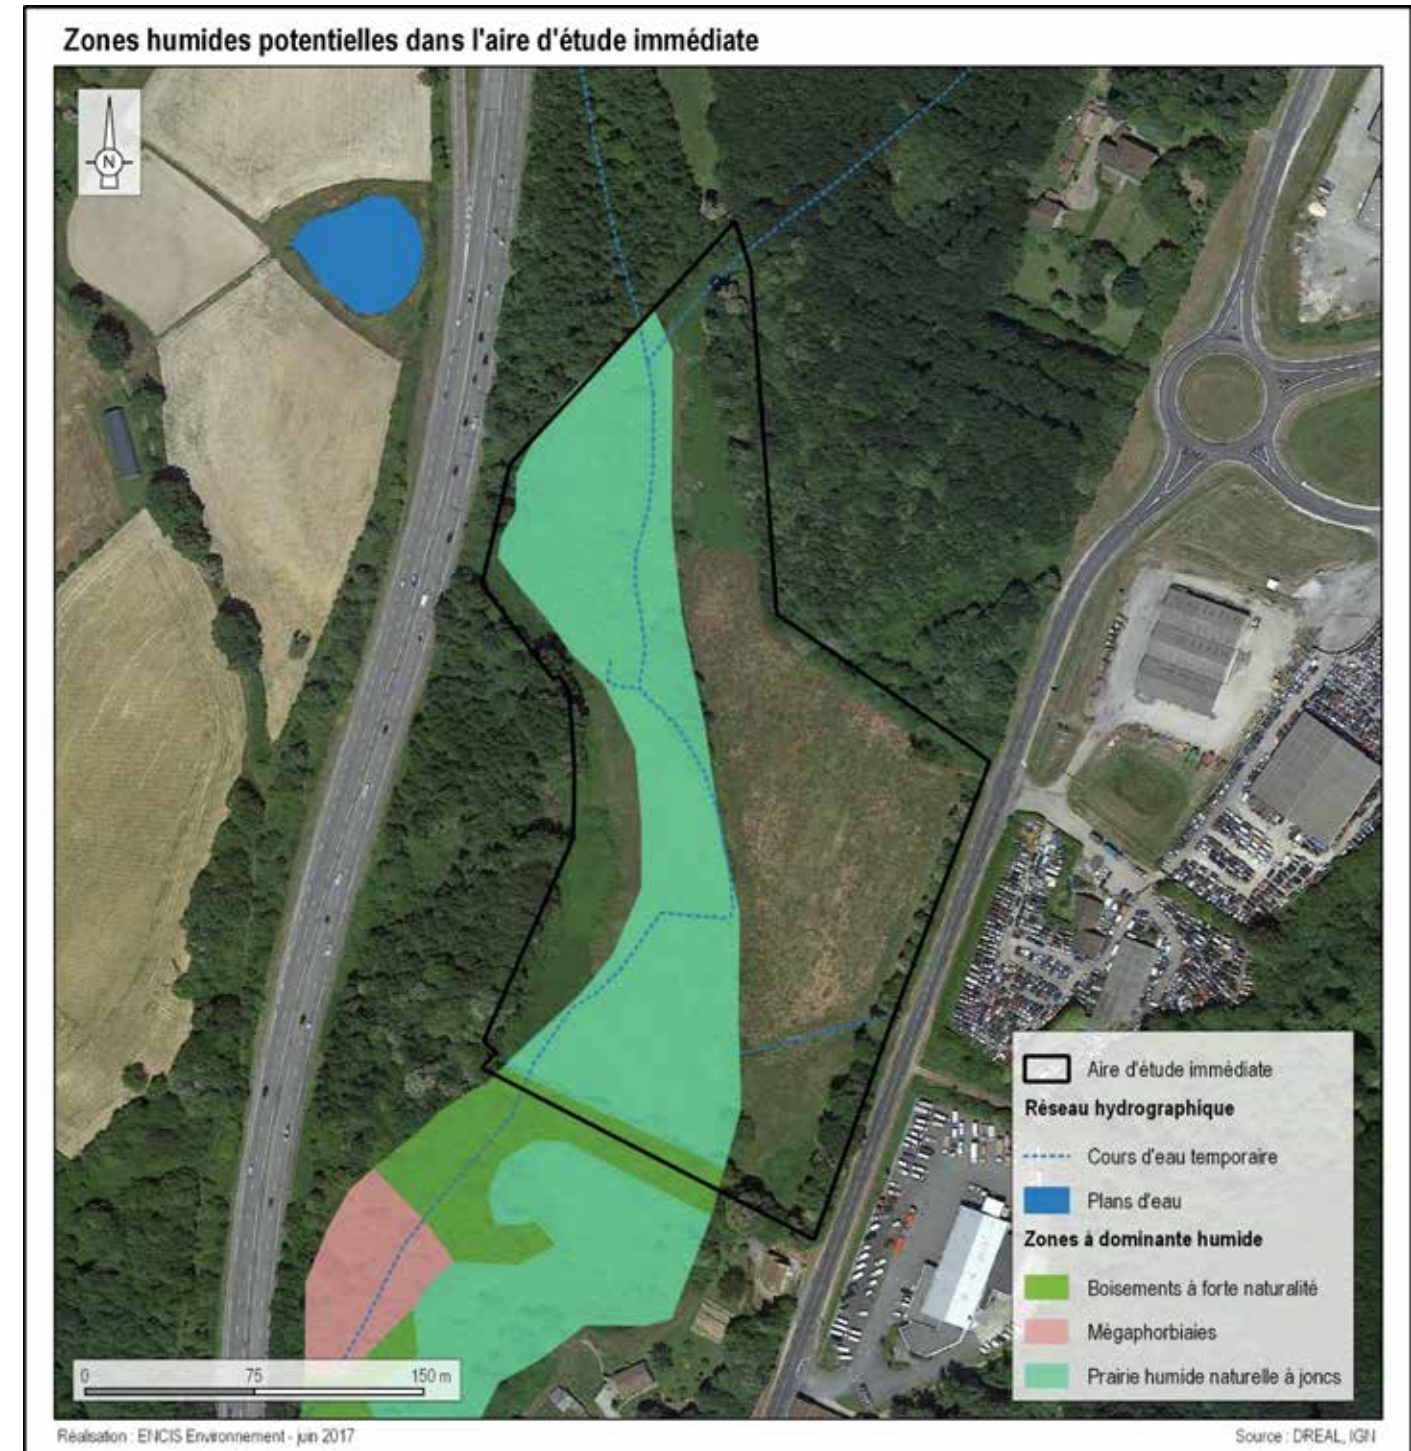 Zones humides potentielles dans l'aire d'étude immédiate
N
Aire d'étude immédiate
Réseau hydrographique
Cours d'eau temporaire
Plans d'eau
Zones à dominante humide
Boisements à forte naturalité
Mégaphorbiaies
Prairie humide naturelle à joncs
0 75 150 m
Réalisation : ENCIS Environnement - juin 2017
Source : DREAL, IGN